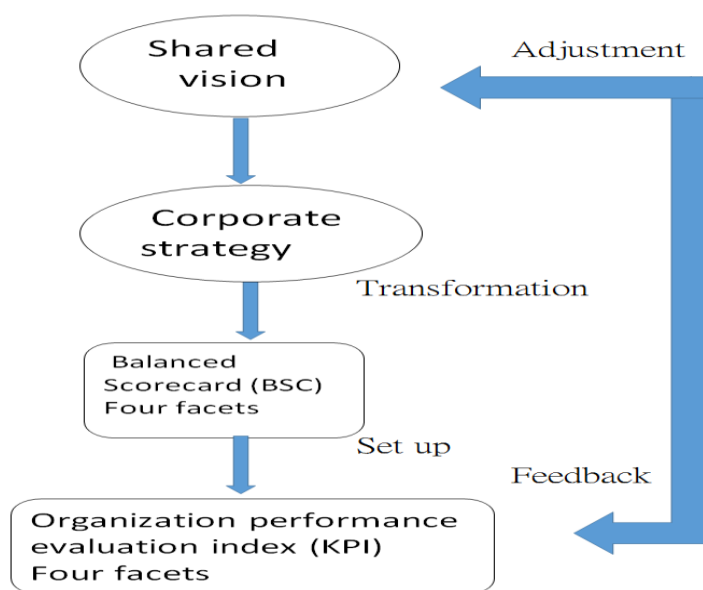 Shared
vision
Adjustment
Corporate
strategy
Transformation
Balanced
Scorecard (BSC)
Four facets
Set up
Feedback
Organization performance
evaluation index (KPI)
Four facets